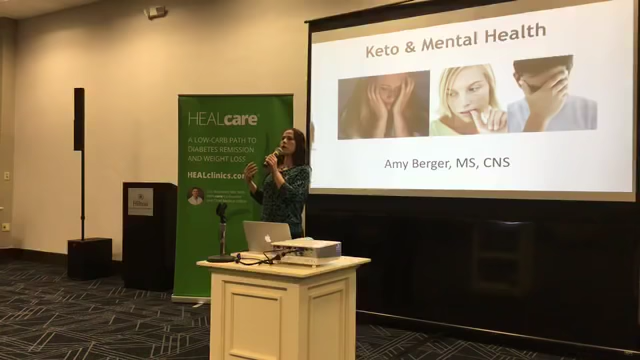 Keto & Mental Health
Amy Berger, MS, CNS
HEALcare
A LOW-CARB PATH TO
DIABETES REMISSION
AND WEIGHT LOSS
HEALclinics.com
Hilton